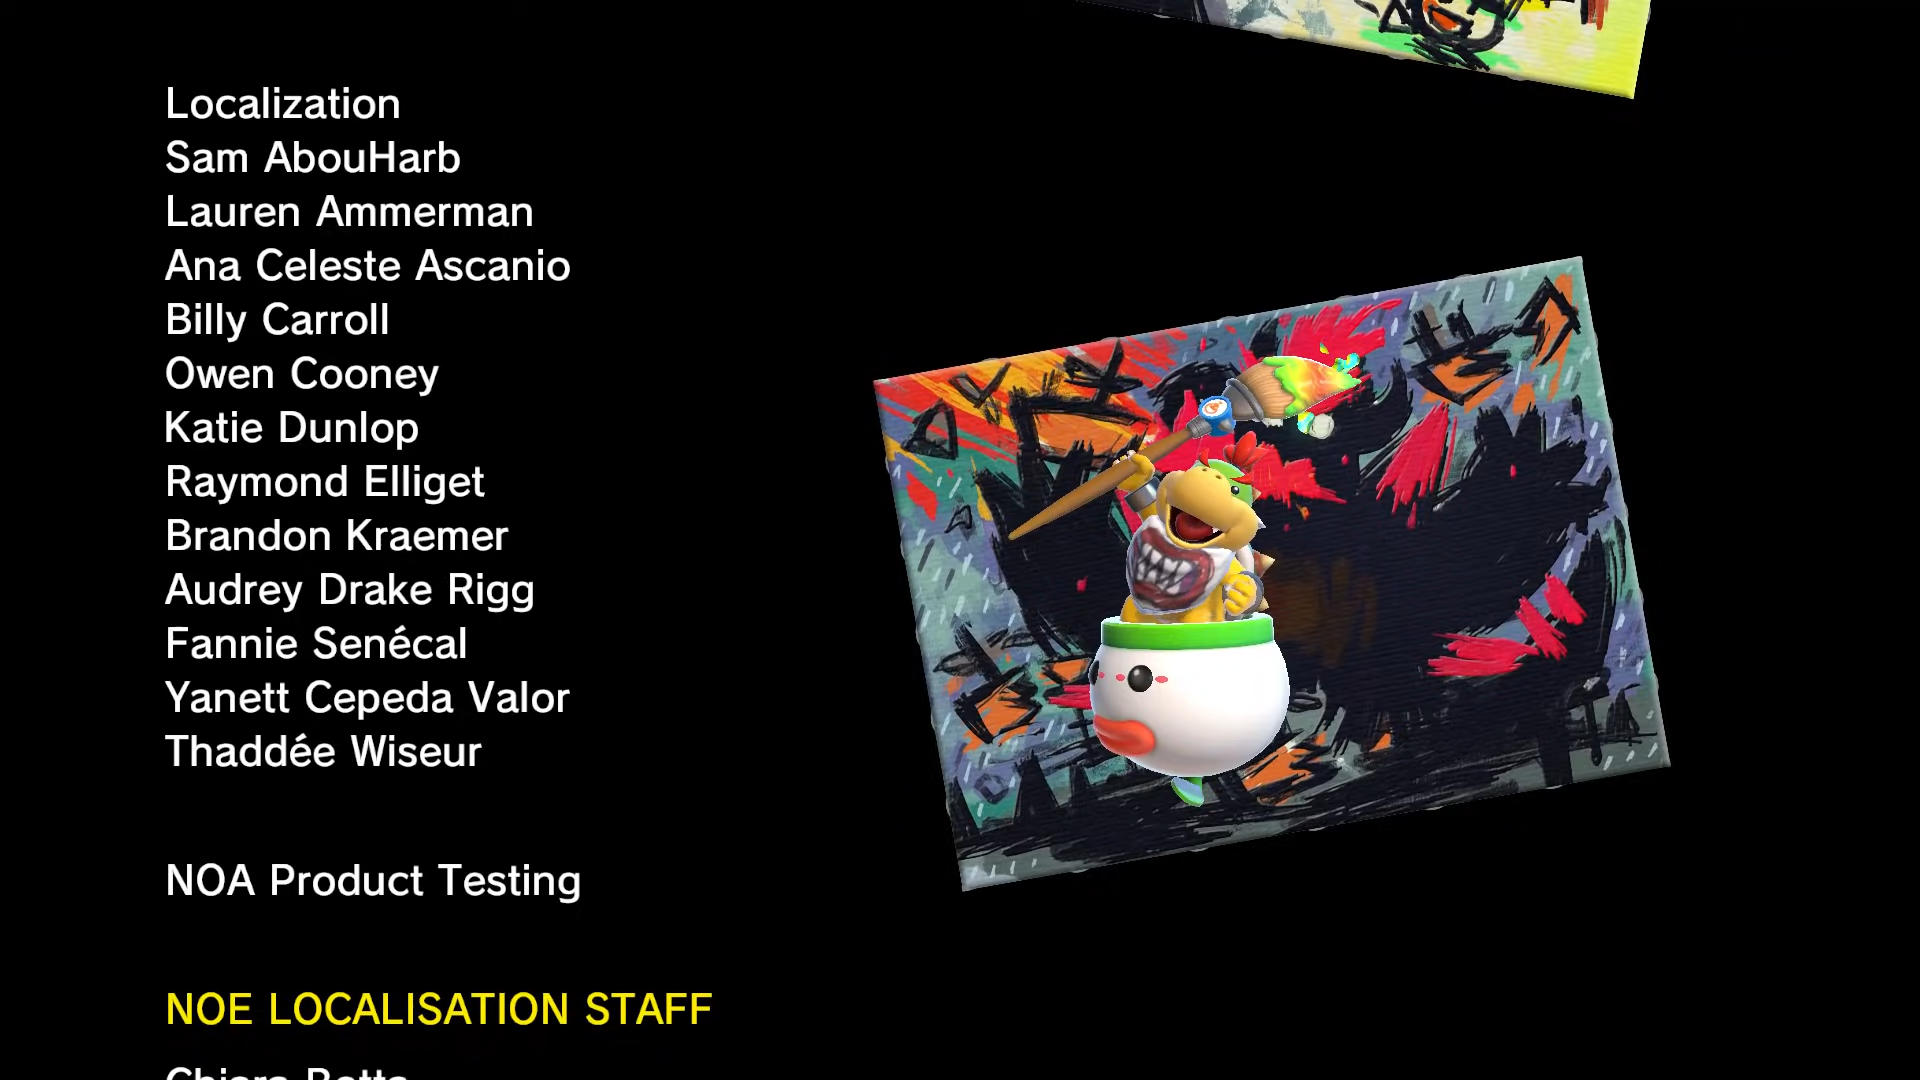 Localization
Sam AbouHarb
Lauren Ammerman
Ana Celeste Ascanio
Billy Carroll
Owen Cooney
Katie Dunlop
Raymond Elliget
Brandon Kraemer
Audrey Drake Rigg
Fannie Senécal
Yanett Cepeda Valor
Thaddée Wiseur
NOA Product Testing
NOE LOCALISATION STAFF